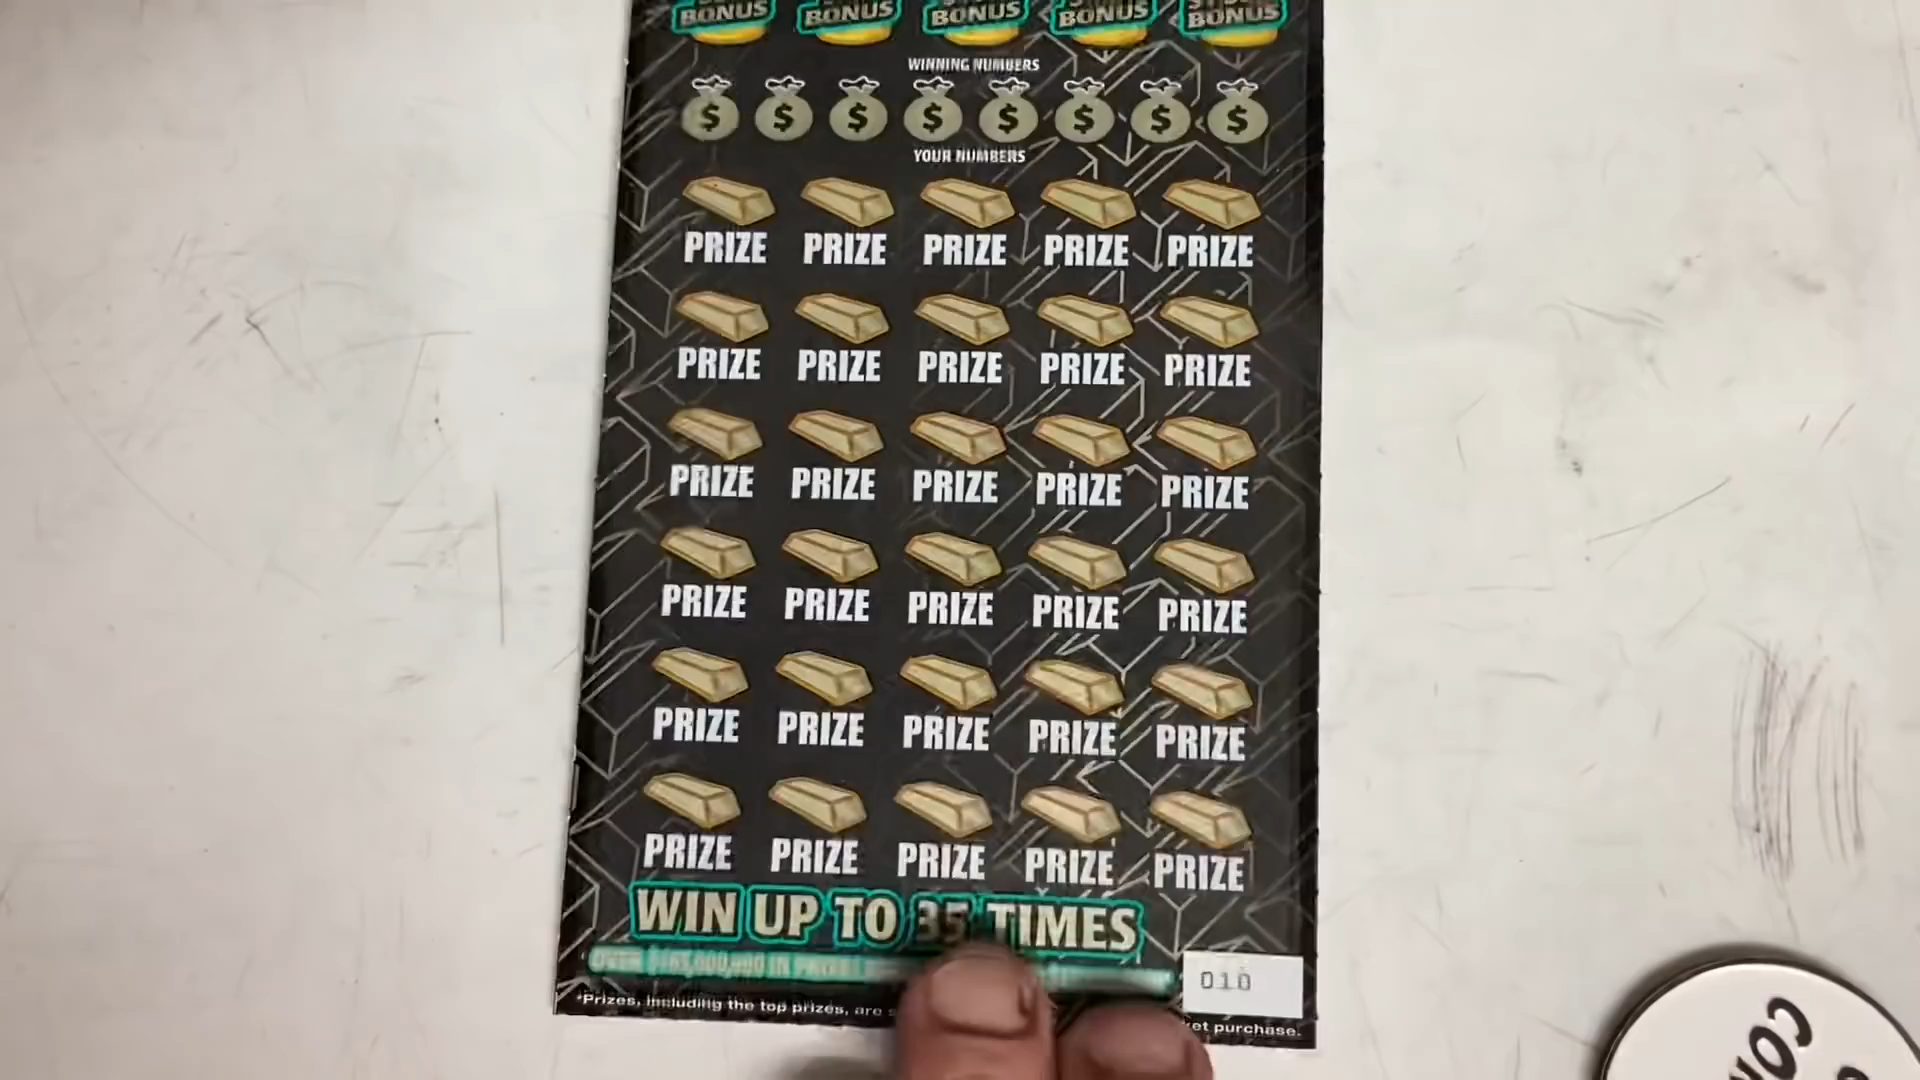 BONUS BONUS BONUS BONUS BONUS
WINNING NUMBERS
$ $ $ $ $ $ $ $
YOUR NUMBERS
PRIZE PRIZE PRIZE PRIZE PRIZE
PRIZE PRIZE PRIZE PRIZE PRIZE
PRIZE PRIZE PRIZE PRIZE PRIZE
PRIZE PRIZE PRIZE PRIZE PRIZE
PRIZE PRIZE PRIZE PRIZE PRIZE
PRIZE PRIZE PRIZE PRIZE PRIZE
WIN UP TO 35 TIMES
OVER IN
010
*Prizes, including the top prizes, are purchase.